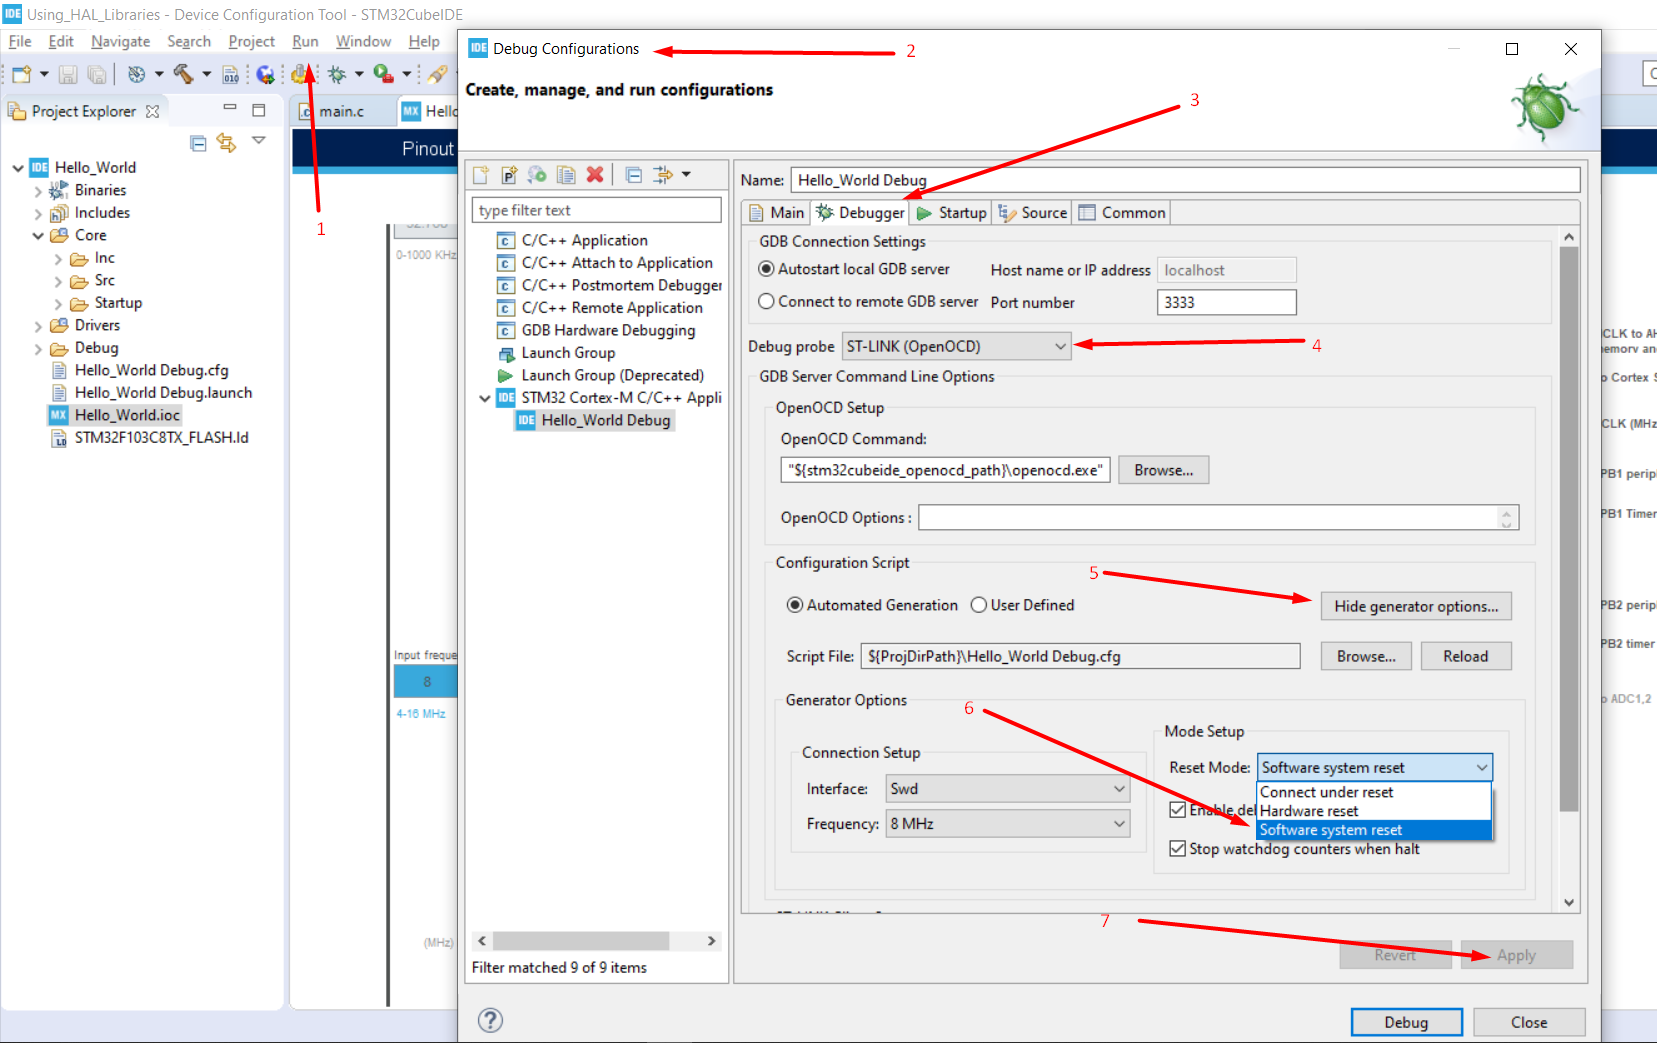 IDE Using_HAL_Libraries - Device Configuration Tool - STM32CubeIDE
File Edit Navigate Search Project Run Window Help
Project Explorer
main.c
MX Hello
Pinout
IDE Hello_World
Binaries
Includes
Core
Inc
Src
Startup
Drivers
Debug
Hello_World Debug.cfg
Hello_World Debug.launch
MX Hello_World.ioc
STM32F103C8TX_FLASH.ld
1
0-1000 KHz
Input freque
8
4-16 MHz
(MHz)
IDE Debug Configurations
2
Create, manage, and run configurations
3
type filter text
C/C++ Application
C/C++ Attach to Application
C/C++ Postmortem Debugger
C/C++ Remote Application
GDB Hardware Debugging
Launch Group
Launch Group (Deprecated)
IDE STM32 Cortex-M C/C++ Appli
IDE Hello_World Debug
Filter matched 9 of 9 items
Name: Hello_World Debug
Main Debugger Startup Source Common
GDB Connection Settings
Autostart local GDB server Host name or IP address localhost
Connect to remote GDB server Port number 3333
Debug probe ST-LINK (OpenOCD)
4
GDB Server Command Line Options
OpenOCD Setup
OpenOCD Command:
"${stm32cubeide_openocd_path}\openocd.exe" Browse...
OpenOCD Options :
Configuration Script
5
Automated Generation User Defined Hide generator options...
Script File: ${ProjDirPath}\Hello_World Debug.cfg Browse... Reload
Generator Options
6
Connection Setup
Interface: Swd
Frequency: 8 MHz
Mode Setup
Reset Mode: Software system reset
Connect under reset
Hardware reset
Software system reset
Enable del
Stop watchdog counters when halt
7
Revert Apply
Debug Close
CLK to AH
emory and
o Cortex S
CLK (MHz
PB1 perip
PB1 Timer
PB2 perip
PB2 timer
o ADC1,2